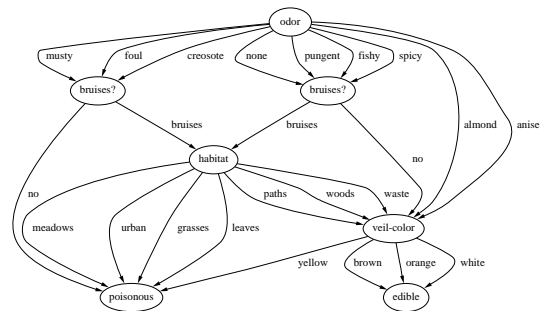 odor
musty foul creosote none pungent fishy spicy
bruises? bruises?
bruises bruises almond anise
habitat no
no paths woods waste
meadows urban grasses leaves veil-color
yellow brown orange white
poisonous edible